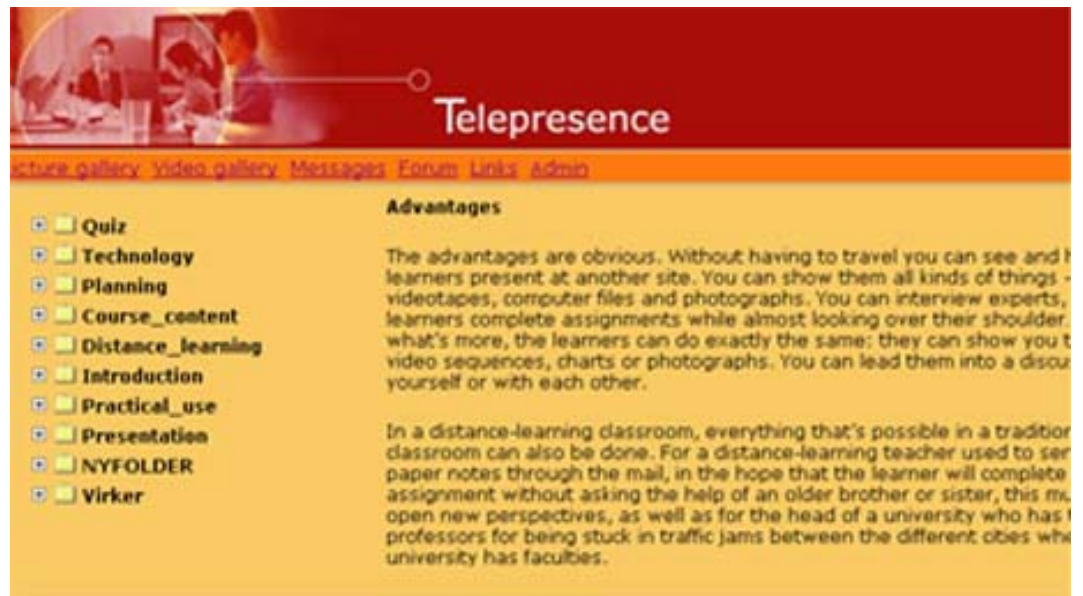 Telepresence
icture gallery Video gallery Messages Forum Links Admin
Quiz
Technology
Planning
Course_content
Distance_learning
Introduction
Practical_use
Presentation
NYFOLDER
Virker
Advantages
The advantages are obvious. Without having to travel you can see and h
learners present at another site. You can show them all kinds of things -
videotapes, computer files and photographs. You can interview experts,
learners complete assignments while almost looking over their shoulder.
what's more, the learners can do exactly the same: they can show you t
video sequences, charts or photographs. You can lead them into a discu
yourself or with each other.
In a distance-learning classroom, everything that's possible in a tradition
classroom can also be done. For a distance-learning teacher used to sen
paper notes through the mail, in the hope that the learner will complete
assignment without asking the help of an older brother or sister, this mu
open new perspectives, as well as for the head of a university who has
professors for being stuck in traffic jams between the different cities whe
university has faculties.